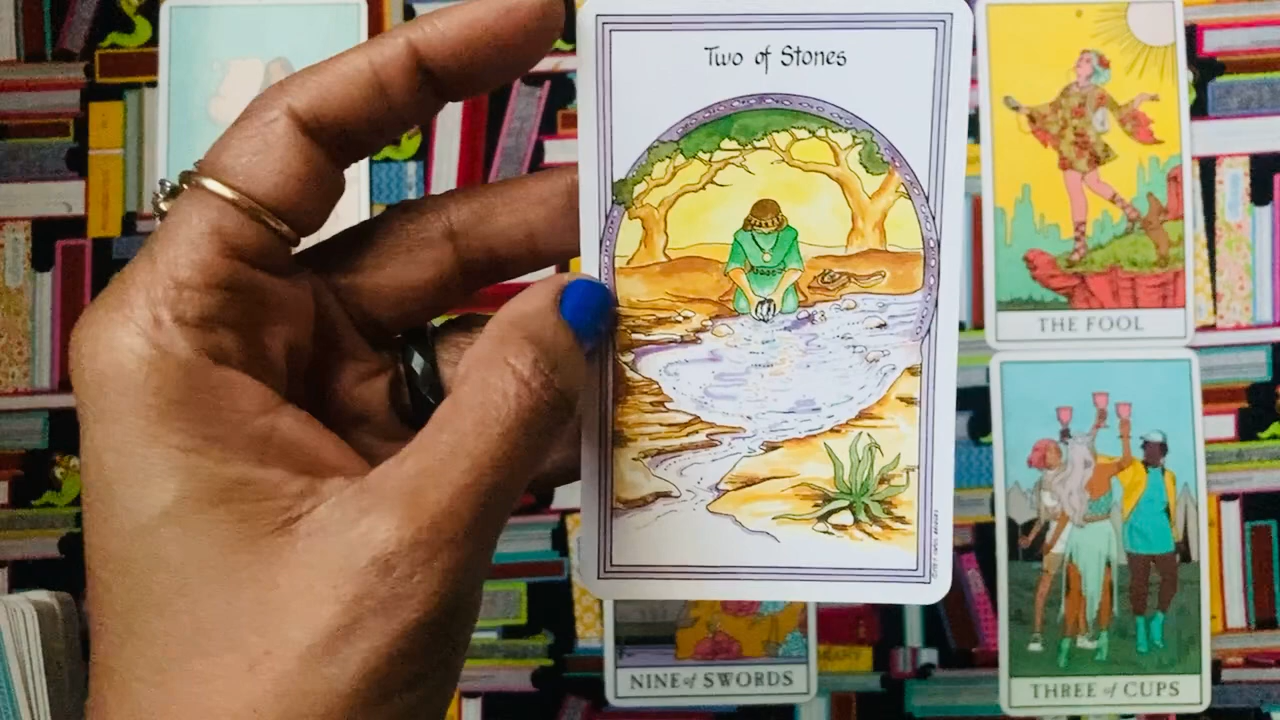 Two of Stones
THE FOOL
NINE of SWORDS
THREE of CUPS